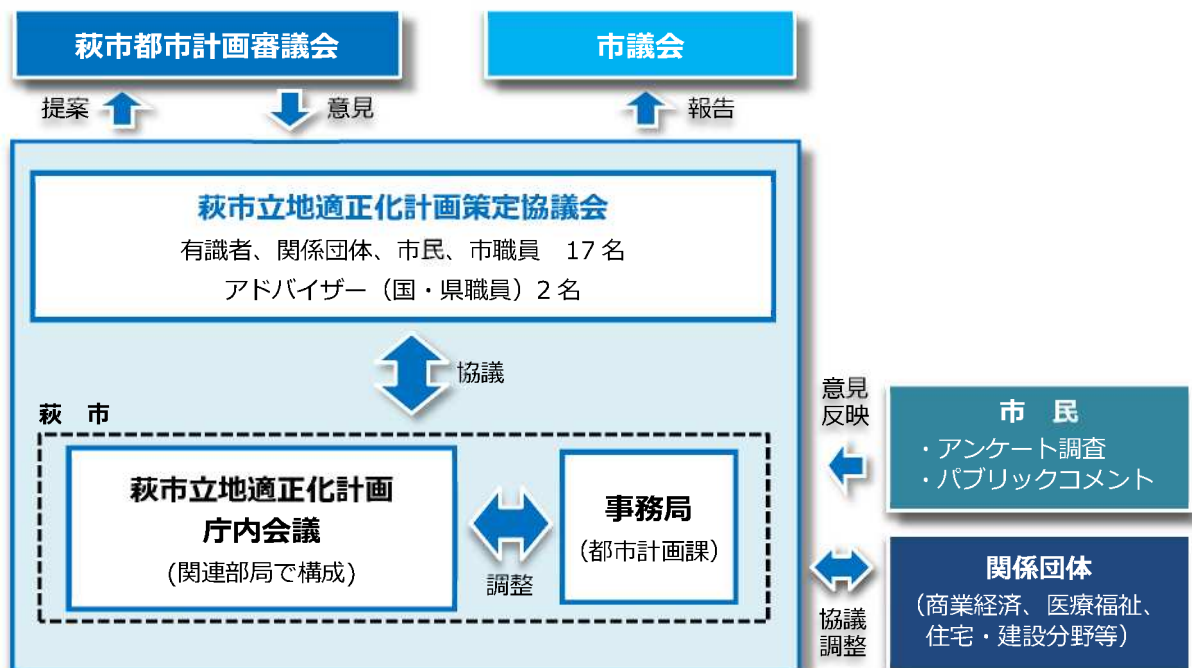 萩市都市計画審議会
市議会
提案
意見
報告
萩市立地適正化計画策定協議会
有識者、関係団体、市民、市職員　17 名
アドバイザー（国・県職員）2 名
協議
萩　市
萩市立地適正化計画
庁内会議
(関連部局で構成)
調整
事務局
(都市計画課)
意見
反映
市　民
・アンケート調査
・パブリックコメント
協議
調整
関係団体
（商業経済、医療福祉、
住宅・建設分野等）